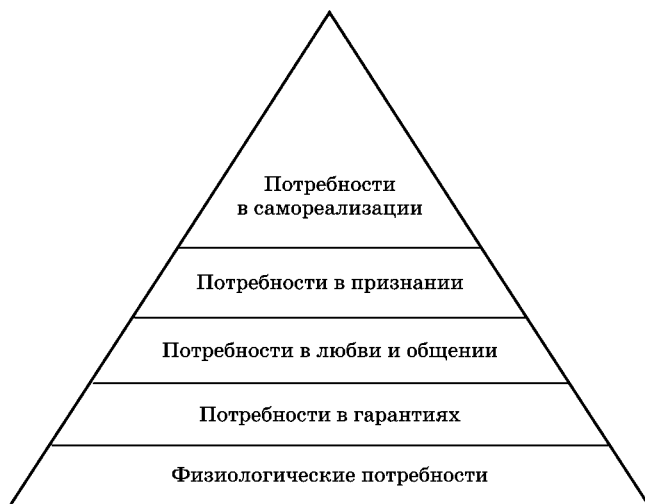 Потребности
в самореализации
Потребности в признании
Потребности в любви и общении
Потребности в гарантиях
Физиологические потребности